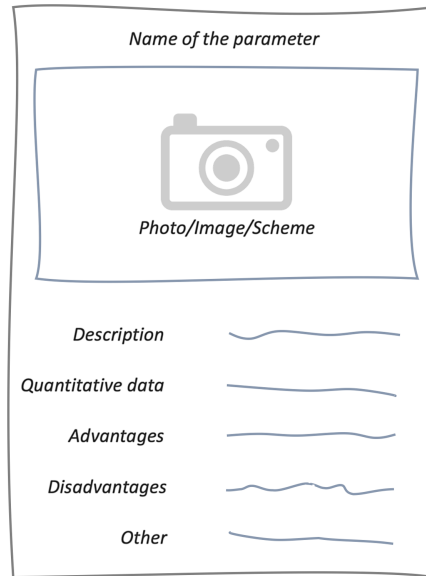 Name of the parameter
Photo/Image/Scheme
Description
Quantitative data
Advantages
Disadvantages
Other